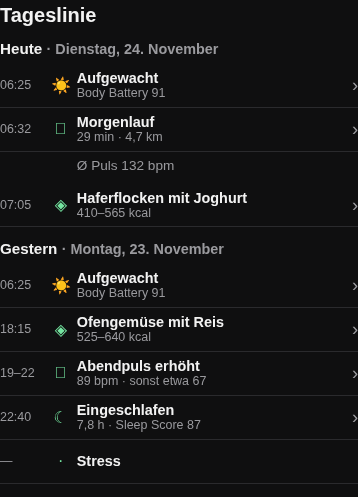 Tageslinie
Heute · Dienstag, 24. November
06:25 Aufgewacht
Body Battery 91
06:32 Morgenlauf
29 min · 4,7 km
Ø Puls 132 bpm
07:05 Haferflocken mit Joghurt
410–565 kcal
Gestern · Montag, 23. November
06:25 Aufgewacht
Body Battery 91
18:15 Ofengemüse mit Reis
525–640 kcal
19–22 Abendpuls erhöht
89 bpm · sonst etwa 67
22:40 Eingeschlafen
7,8 h · Sleep Score 87
— · Stress